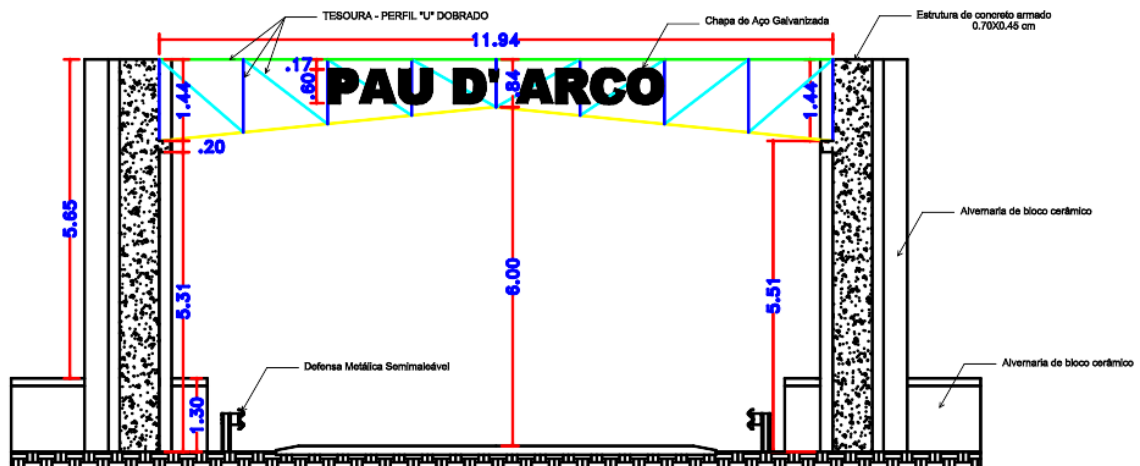 TESOURA - PERFIL "U" DOBRADO
Chapa de Aço Galvanizada
Estrutura de concreto armado
0.70X0.45 cm
11.94
.17
.60
.84
PAU D' ARCO
1.44
1.44
.20
5.65
5.31
6.00
5.51
Alvernaria de bloco cerâmico
Defensa Metálica Semimaleável
Alvernaria de bloco cerâmico
1.30